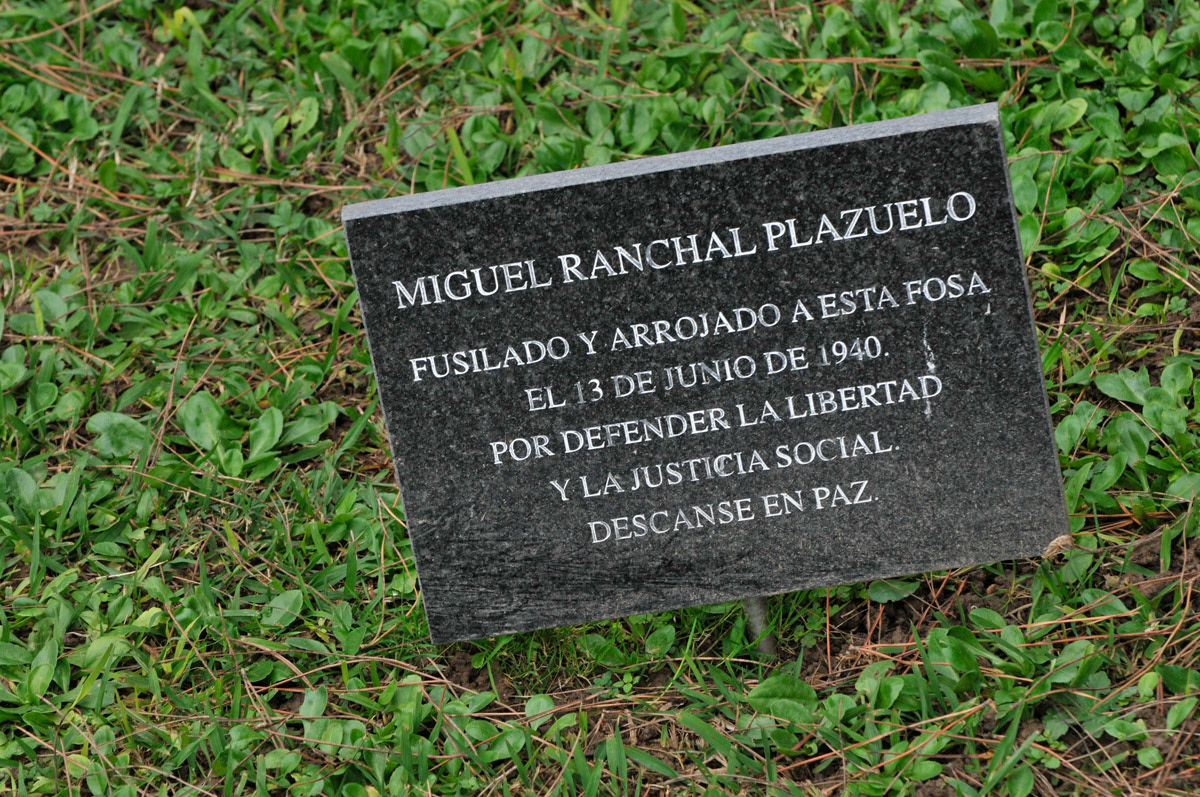 MIGUEL RANCHAL PLAZUELO
FUSILADO Y ARROJADO A ESTA FOSA
EL 13 DE JUNIO DE 1940.
POR DEFENDER LA LIBERTAD
Y LA JUSTICIA SOCIAL.
DESCANSE EN PAZ.